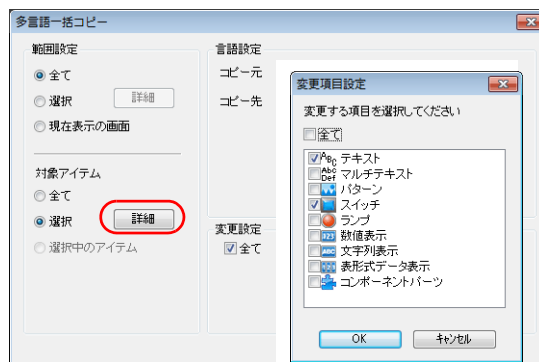 多言語一括コピー
範囲設定
全て
選択
詳細
現在表示の画面
対象アイテム
全て
選択
詳細
選択中のアイテム
言語設定
コピー元
コピー先
変更設定
全て
変更項目設定
変更する項目を選択してください
全て
ABC テキスト
Abc Def マルチテキスト
パターン
スイッチ
ランプ
123 数値表示
ABC 文字列表示
表形式データ表示
コンポーネントパーツ
OK
キャンセル